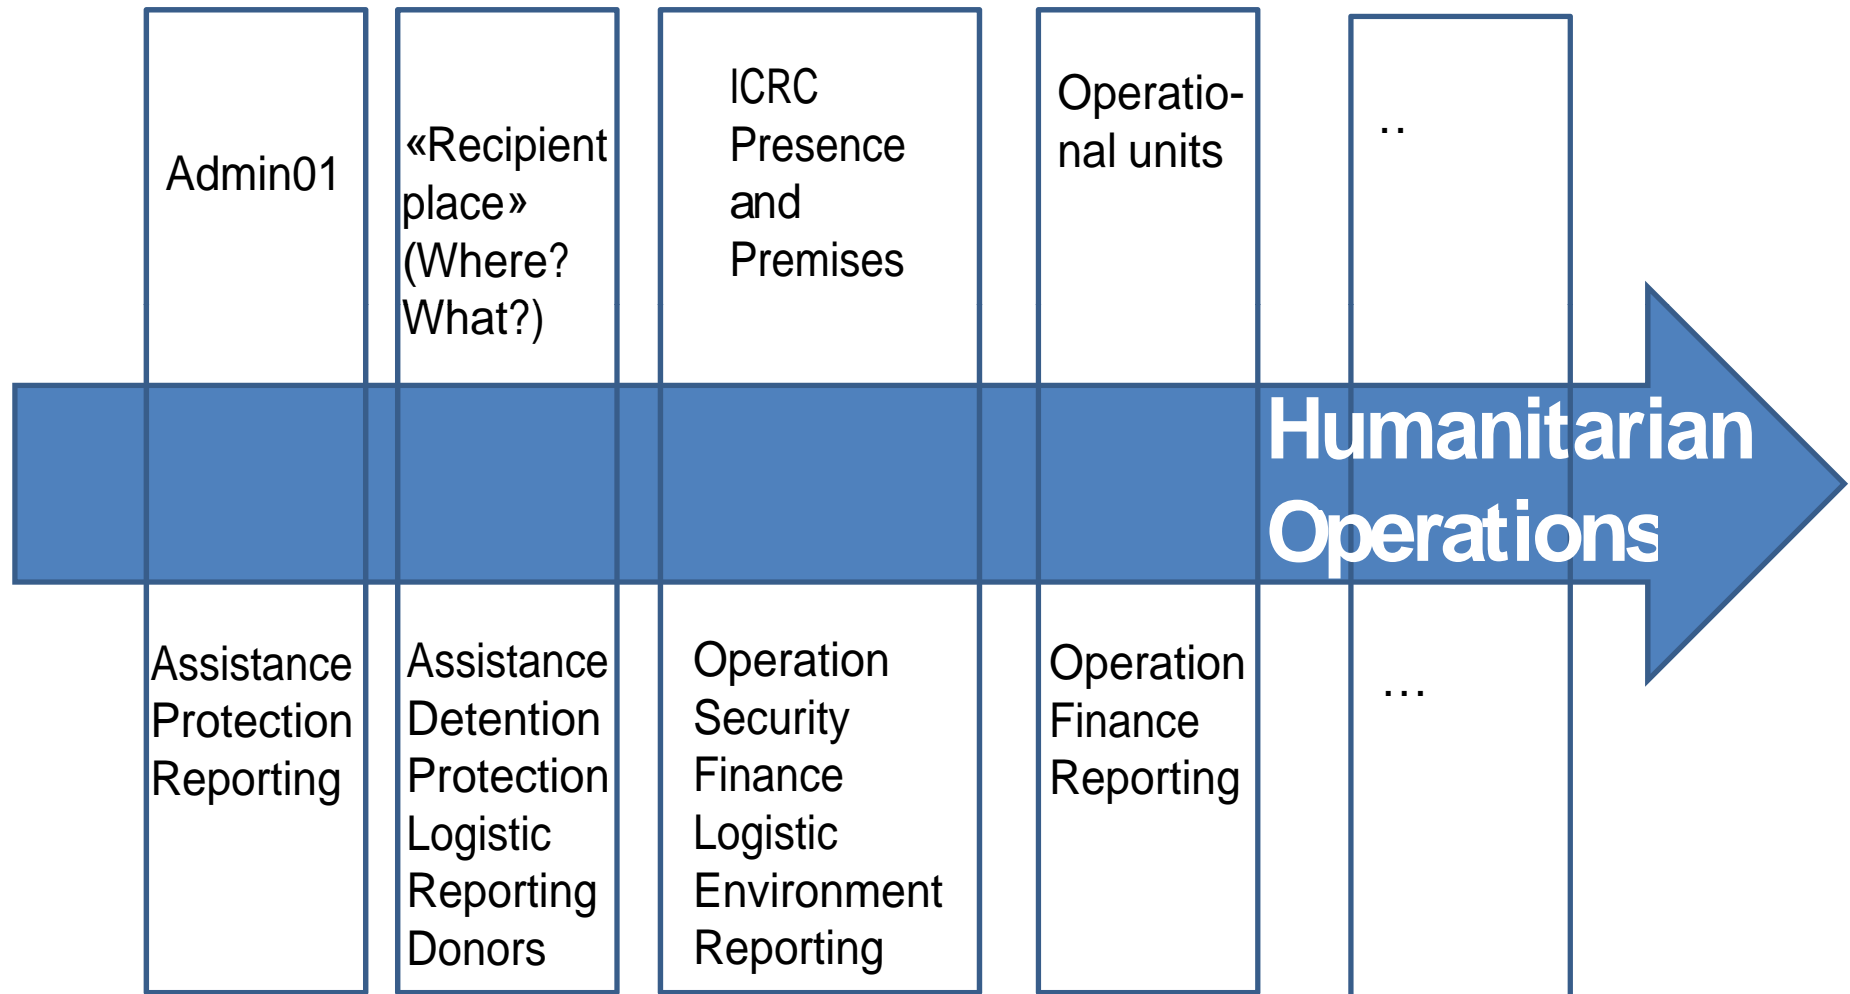 Admin01
«Recipient
place»
(Where?
What?)
ICRC
Presence
and
Premises
Operatio-
nal units
..
Humanitarian
Operations
Assistance
Protection
Reporting
Assistance
Detention
Protection
Logistic
Reporting
Donors
Operation
Security
Finance
Logistic
Environment
Reporting
Operation
Finance
Reporting
...